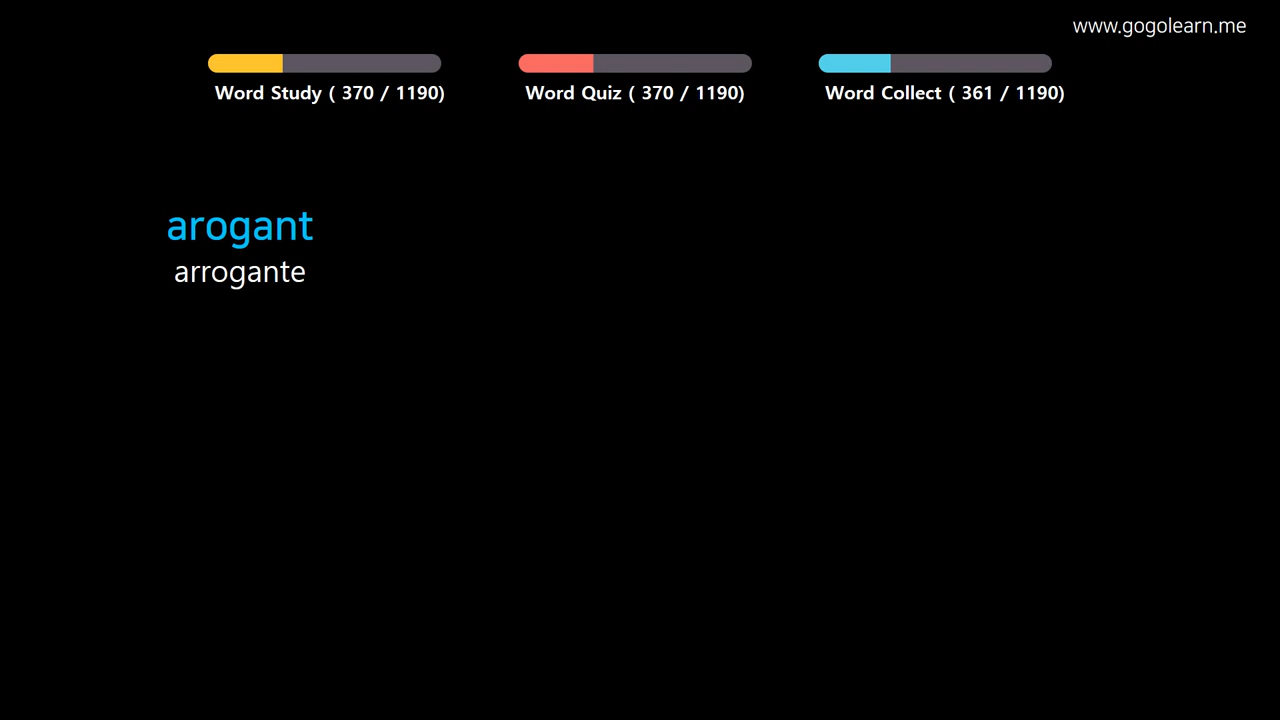 www.gogolearn.me
Word Study ( 370 / 1190)
Word Quiz ( 370 / 1190)
Word Collect ( 361 / 1190)
arogant
arrogante